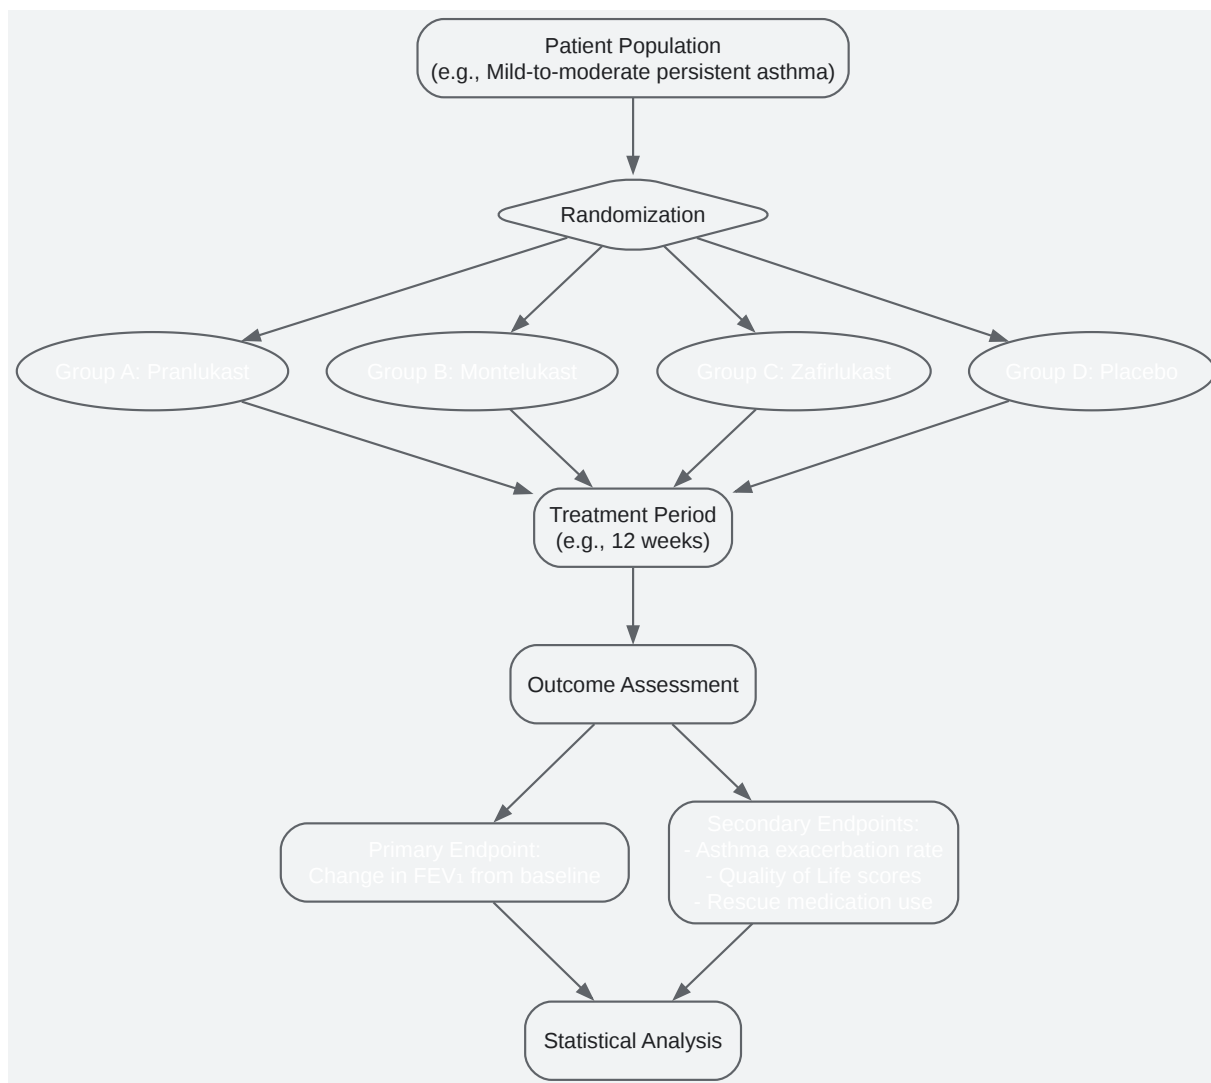 Patient Population
(e.g., Mild-to-moderate persistent asthma)
Randomization
Group A: Pranlukast
Group B: Montelukast
Group C: Zafirlukast
Group D: Placebo
Treatment Period
(e.g., 12 weeks)
Outcome Assessment
Primary Endpoint:
Change in FEV₁ from baseline
Secondary Endpoints:
- Asthma exacerbation rate
- Quality of Life scores
- Rescue medication use
Statistical Analysis